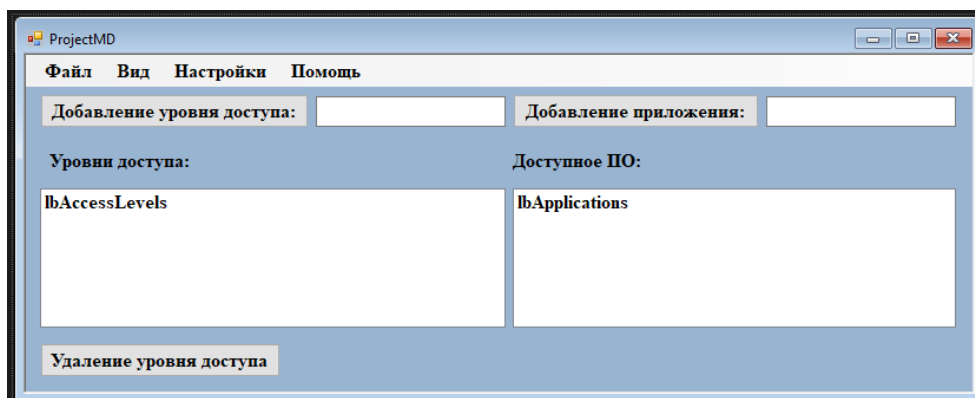 ProjectMD
Файл Вид Настройки Помощь
Добавление уровня доступа: Добавление приложения:
Уровни доступа: Доступное ПО:
lbAccessLevels lbApplications
Удаление уровня доступа